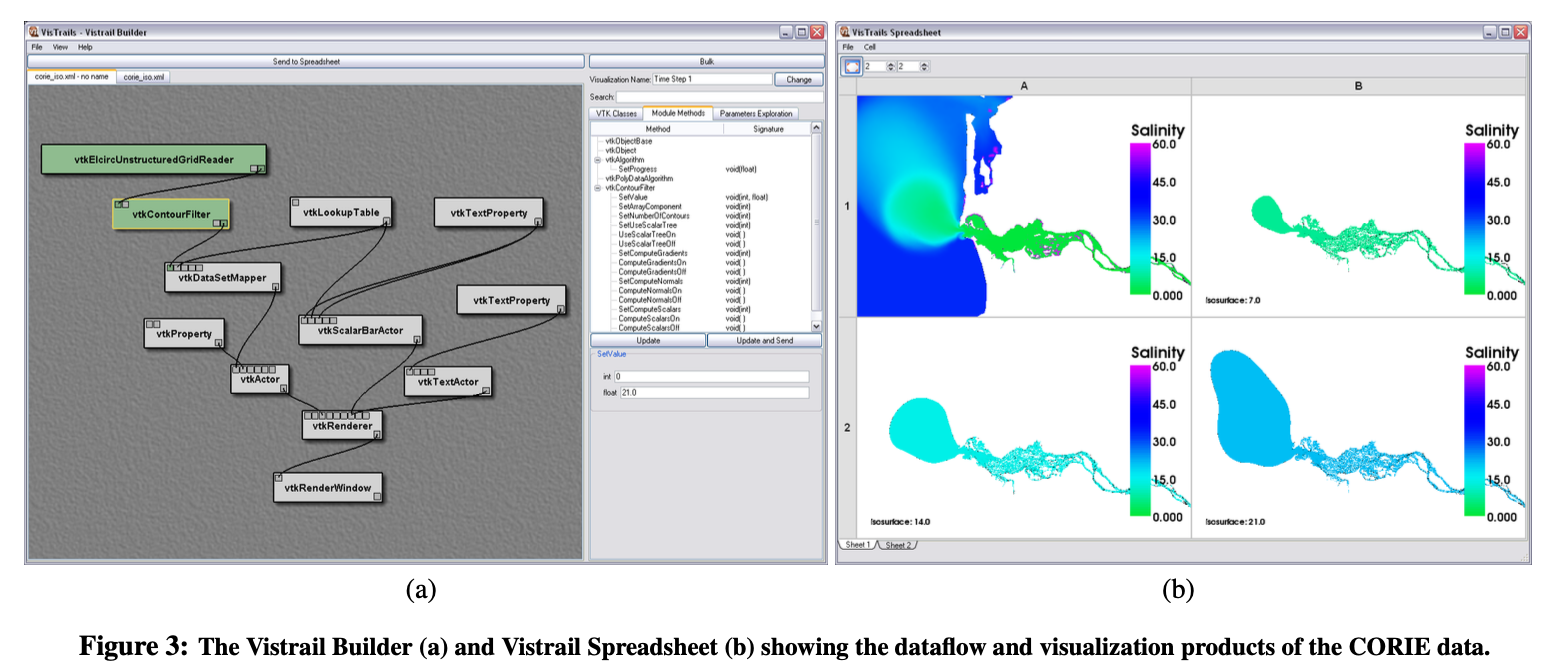 VisTrails - Vistrail Builder
File View Help
Send to Spreadsheet
corie_iso.xml - no name
corie_iso.xml
vtkElcircUnstructuredGridReader
vtkContourFilter
vtkLookupTable
vtkTextProperty
vtkDataSetMapper
vtkTextProperty
vtkProperty
vtkScalarBarActor
vtkActor
vtkTextActor
vtkRenderer
vtkRenderWindow
Bulk
Visualization Name: Time Step 1
Change
Search:
VTK Classes
Module Methods
Parameters Exploration
Method Signature
vtkObjectBase
vtkObject
vtkAlgorithm
SetProgress void(float)
vtkPolyDataAlgorithm
vtkContourFilter
SetValue void(int, float)
SetArrayComponent void(int)
SetNumberOfContours void(int)
SetUseScalarTree void(int)
UseScalarTreeOn void( )
UseScalarTreeOff void( )
SetComputeGradients void(int)
ComputeGradientsOn void( )
ComputeGradientsOff void( )
SetComputeNormals void(int)
ComputeNormalsOn void( )
ComputeNormalsOff void( )
SetComputeScalars void(int)
ComputeScalarsOn void( )
ComputeScalarsOff void( )
Update
Update and Send
SetValue
int 0
float 21.0
(a)
VisTrails Spreadsheet
File Cell
2 2
A B
1
Salinity
60.0
45.0
30.0
15.0
0.000
Salinity
60.0
45.0
30.0
15.0
0.000
Isosurface: 7.0
2
Salinity
60.0
45.0
30.0
15.0
0.000
Isosurface: 14.0
Salinity
60.0
45.0
30.0
15.0
0.000
Isosurface: 21.0
Sheet 1 Sheet 2
(b)
Figure 3: The Vistrail Builder (a) and Vistrail Spreadsheet (b) showing the dataflow and visualization products of the CORIE data.